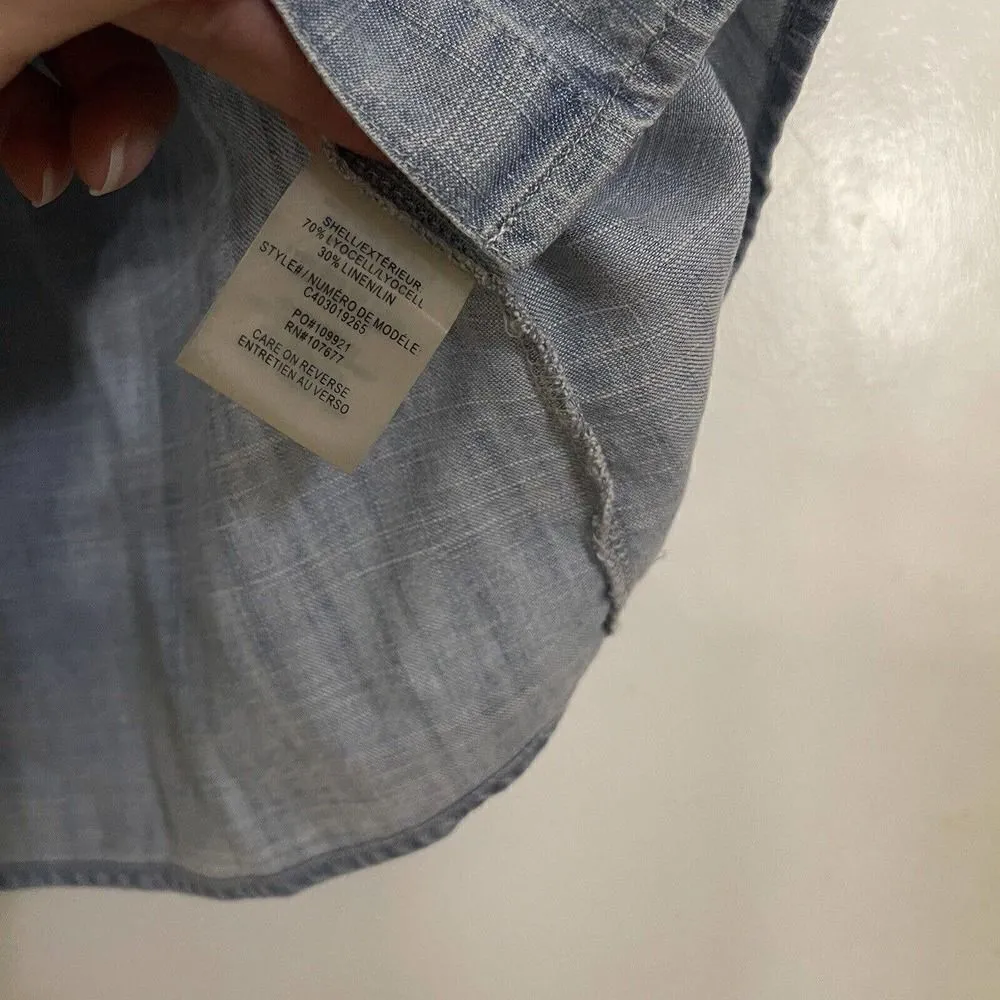 SHELL/EXTÉRIEUR
70% LYOCELL/LYOCELL
30% LINEN/LIN
STYLE#/NUMÉRO DE MODÈLE
C403019265
PO#109921
RN#107677
CARE ON REVERSE
ENTRETIEN AU VERSO